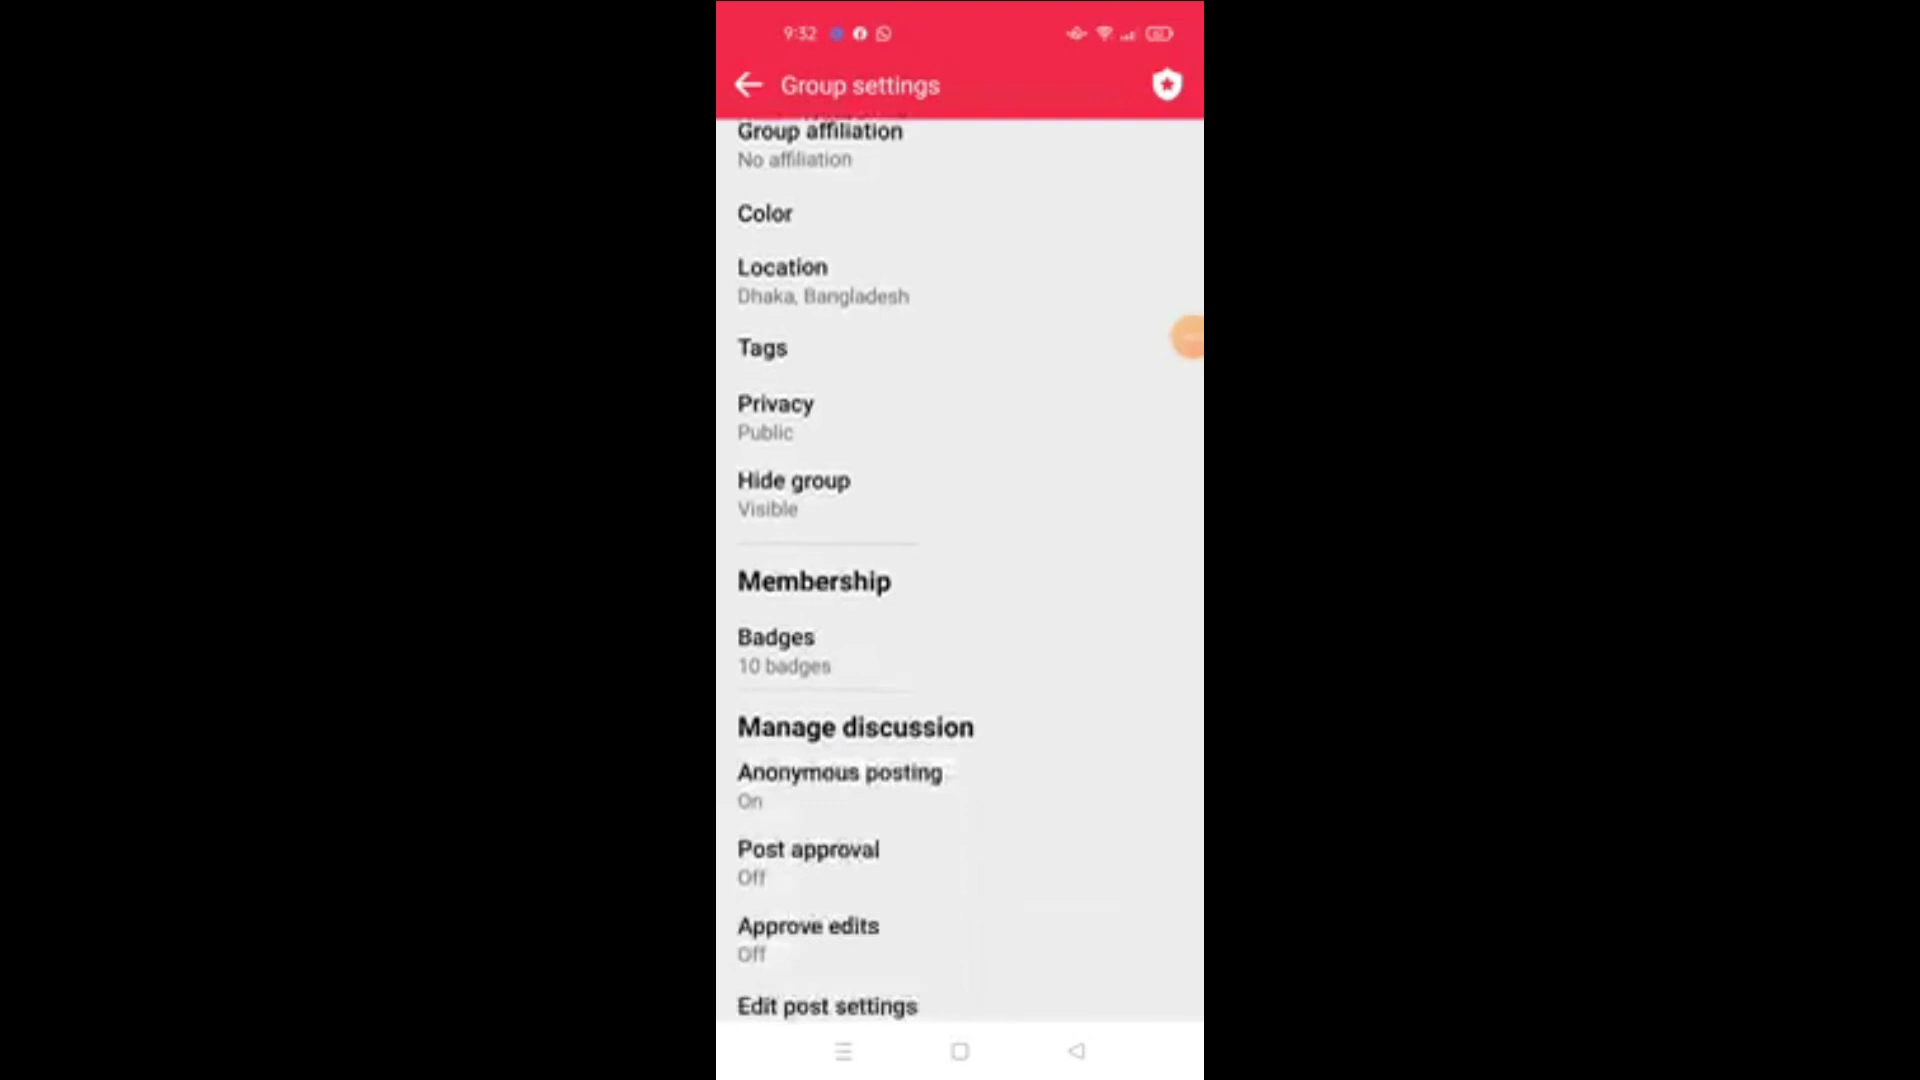 9:32
Group settings
Group affiliation
No affiliation
Color
Location
Dhaka, Bangladesh
Tags
Privacy
Public
Hide group
Visible
Membership
Badges
10 badges
Manage discussion
Anonymous posting
On
Post approval
Off
Approve edits
Off
Edit post settings